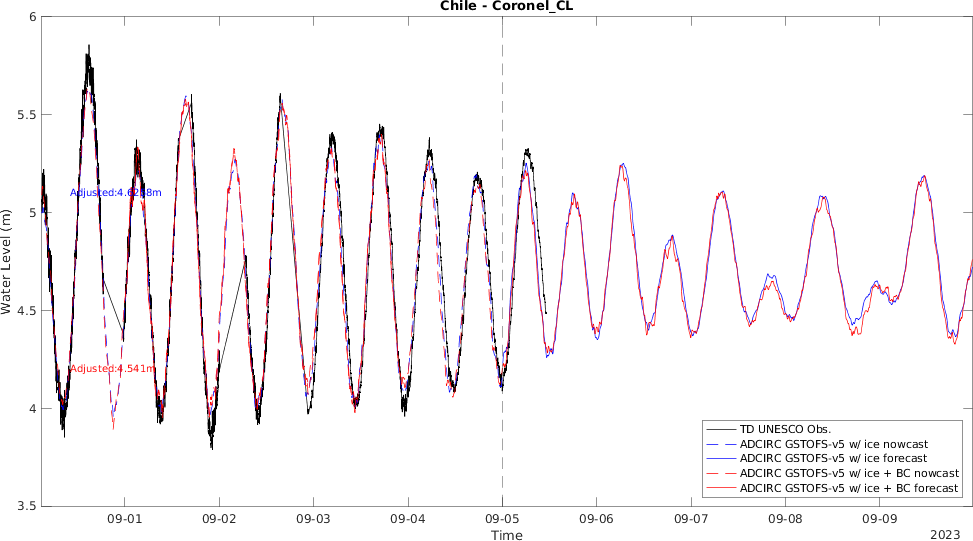 Chile - Coronel_CL
6
5.5
5
4.5
4
3.5
Water Level (m)
Adjusted:4.6268m
Adjusted:4.541m
TD UNESCO Obs.
ADCIRC GSTOFS-v5 w/ ice nowcast
ADCIRC GSTOFS-v5 w/ ice forecast
ADCIRC GSTOFS-v5 w/ ice + BC nowcast
ADCIRC GSTOFS-v5 w/ ice + BC forecast
09-01 09-02 09-03 09-04 09-05 09-06 09-07 09-08 09-09
Time
2023